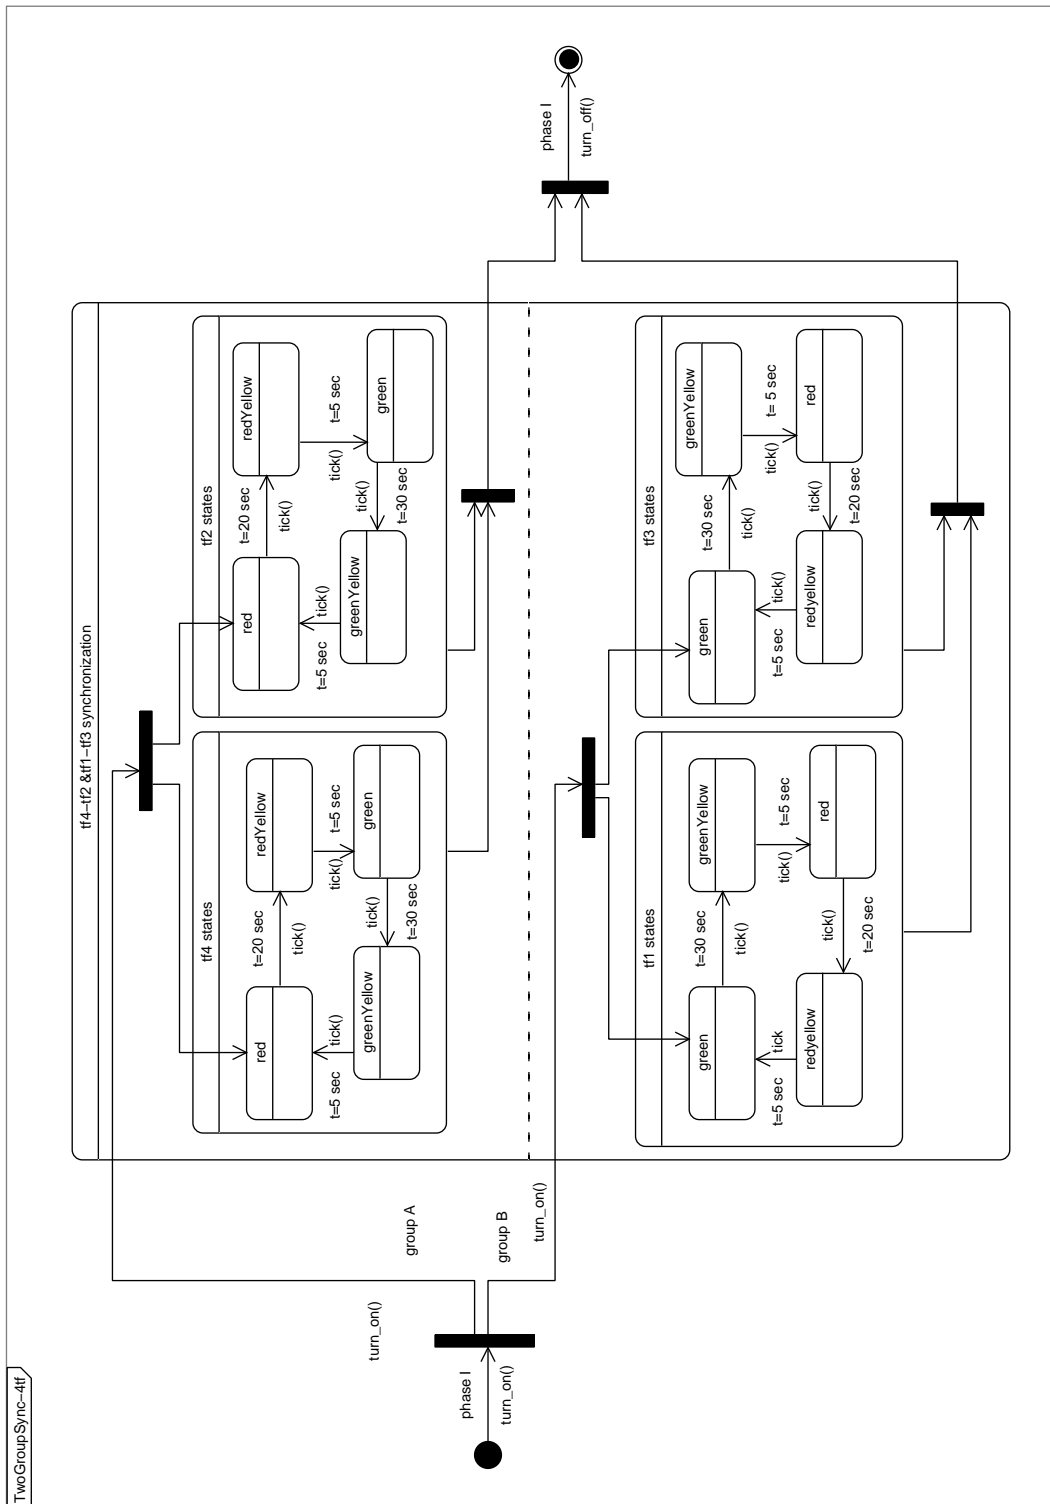 TwoGroupSync−4tf
phase I
turn_on()
turn_on()
group A
group B
turn_on()
tf4−tf2 &tf1−tf3 synchronization
tf4 states
red
t=20 sec
tick()
redYellow
t=5 sec
tick()
green
tick()
t=30 sec
greenYellow
tick()
t=5 sec
tf2 states
red
t=20 sec
tick()
redYellow
t=5 sec
tick()
green
tick()
t=30 sec
greenYellow
tick()
t=5 sec
tf1 states
green
t=30 sec
tick()
greenYellow
t=5 sec
tick()
red
tick()
t=20 sec
redyellow
tick
t=5 sec
tf3 states
green
t=30 sec
tick()
greenYellow
t= 5 sec
tick()
red
tick()
t=20 sec
redyellow
tick()
t=5 sec
phase I
turn_off()